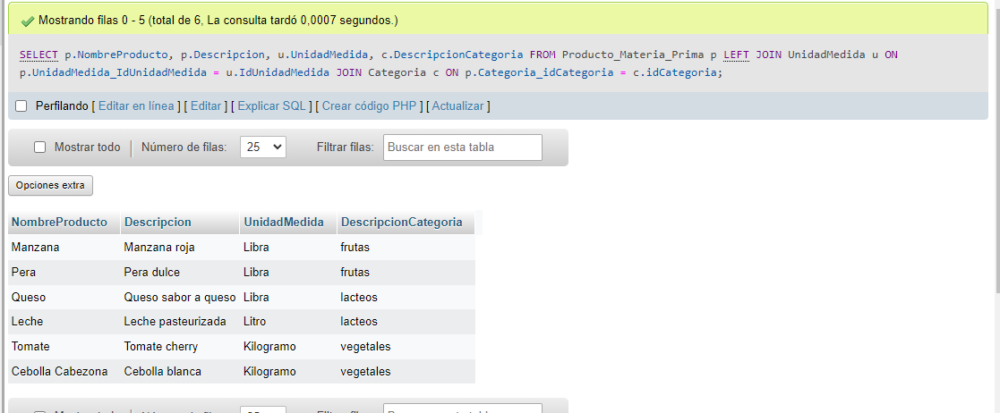 Mostrando filas 0 - 5 (total de 6, La consulta tardó 0,0007 segundos.)
SELECT p.NombreProducto, p.Descripcion, u.UnidadMedida, c.DescripcionCategoria FROM Producto_Materia_Prima p LEFT JOIN UnidadMedida u ON
p.UnidadMedida_IdUnidadMedida = u.IdUnidadMedida JOIN Categoria c ON p.Categoria_idCategoria = c.idCategoria;
Perfilando [ Editar en línea ] [ Editar ] [ Explicar SQL ] [ Crear código PHP ] [ Actualizar ]
Mostrar todo Número de filas: 25 Filtrar filas: Buscar en esta tabla
Opciones extra
NombreProducto Descripcion UnidadMedida DescripcionCategoria
Manzana Manzana roja Libra frutas
Pera Pera dulce Libra frutas
Queso Queso sabor a queso Libra lacteos
Leche Leche pasteurizada Litro lacteos
Tomate Tomate cherry Kilogramo vegetales
Cebolla Cabezona Cebolla blanca Kilogramo vegetales